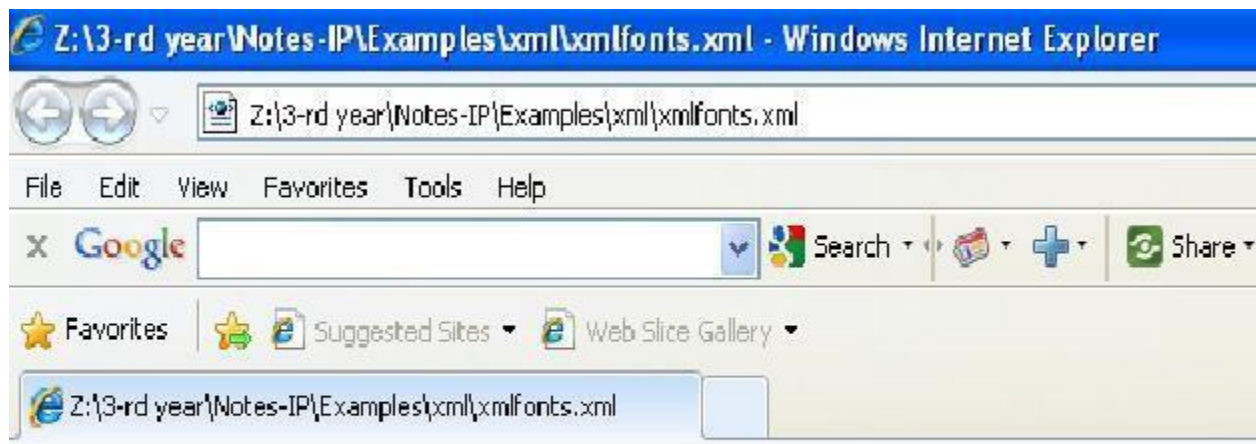 Z:\3-rd year\Notes-IP\Examples\xml\xmlfonts.xml - Windows Internet Explorer
Z:\3-rd year\Notes-IP\Examples\xml\xmlfonts.xml
File Edit View Favorites Tools Help
X Google Search Share
Favorites Suggested Sites Web Slice Gallery
Z:\3-rd year\Notes-IP\Examples\xml\xmlfonts.xml